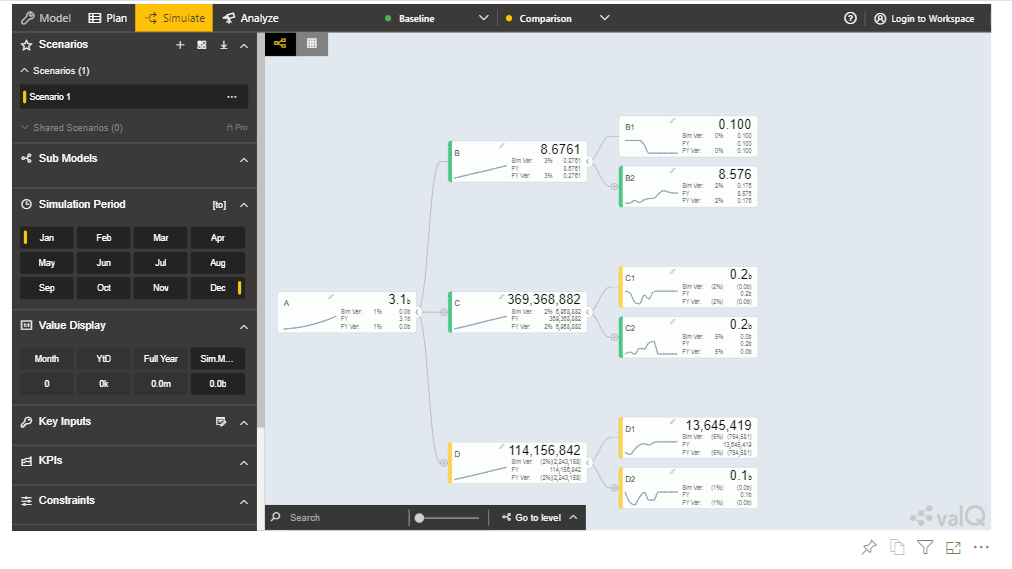 Model Plan Simulate Analyze Baseline Comparison Login to Workspace
Scenarios
Scenarios (1)
Scenario 1
Shared Scenarios (0) Pro
Sub Models
Simulation Period [to]
Jan Feb Mar Apr
May Jun Jul Aug
Sep Oct Nov Dec
Value Display
Month YtD Full Year Sim.M...
0 0k 0.0m 0.0b
Key Inputs
KPIs
Constraints
A 3.1b
Sim Var: 1% 0.0b
FY 3.1b
FY Var: 1% 0.0b
B 8.6761
Sim Var: 3% 0.2761
FY 8.6761
FY Var: 3% 0.2761
C 369,368,882
Sim Var: 2% 6,968,882
FY 369,368,882
FY Var: 2% 6,968,882
D 114,156,842
Sim Var: (2%)(2,243,158)
FY 114,156,842
FY Var: (2%)(2,243,158)
B1 0.100
Sim Var: 0% 0.100
FY 0.100
FY Var: 0% 0.100
B2 8.576
Sim Var: 2% 0.176
FY 8.576
FY Var: 2% 0.176
C1 0.2b
Sim Var: (2%) (0.0b)
FY 0.2b
FY Var: (2%) (0.0b)
C2 0.2b
Sim Var: 5% 0.0b
FY 0.2b
FY Var: 5% 0.0b
D1 13,645,419
Sim Var: (5%) (754,581)
FY 13,645,419
FY Var: (5%) (754,581)
D2 0.1b
Sim Var: (1%) (0.0b)
FY 0.1b
FY Var: (1%) (0.0b)
Search Go to level
valQ